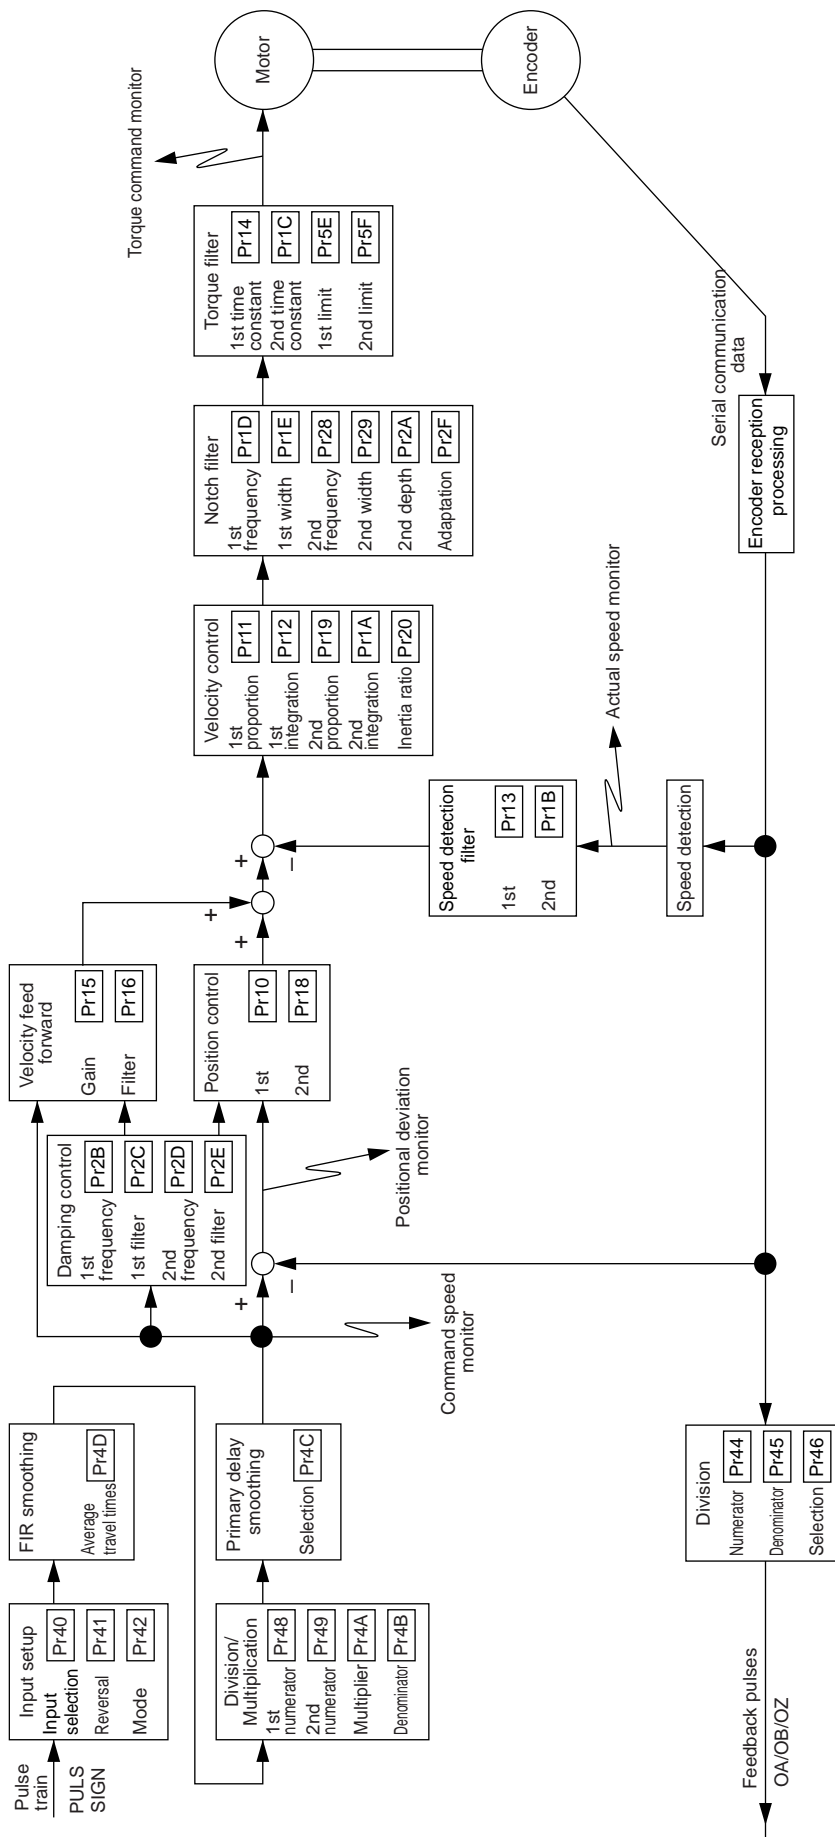 Pulse
train
PULS
SIGN
Input setup
Input
selection
Pr40
Reversal
Pr41
Mode
Pr42
FIR smoothing
Average
travel times
Pr4D
Division/
Multiplication
1st
numerator
Pr48
2nd
numerator
Pr49
Multiplier
Pr4A
Denominator
Pr4B
Primary delay
smoothing
Selection
Pr4C
+
−
Command speed
monitor
Damping control
1st
frequency
Pr2B
1st filter
Pr2C
2nd
frequency
Pr2D
2nd filter
Pr2E
Positional deviation
monitor
Velocity feed
forward
Gain
Pr15
Filter
Pr16
Position control
1st
Pr10
2nd
Pr18
+
+
+
−
Velocity control
1st
proportion
Pr11
1st
integration
Pr12
2nd
proportion
Pr19
2nd
integration
Pr1A
Inertia ratio
Pr20
Notch filter
1st
frequency
Pr1D
1st width
Pr1E
2nd
frequency
Pr28
2nd width
Pr29
2nd depth
Pr2A
Adaptation
Pr2F
Torque filter
1st time
constant
Pr14
2nd time
constant
Pr1C
1st limit
Pr5E
2nd limit
Pr5F
Torque command monitor
Motor
Encoder
Speed detection
filter
1st
Pr13
2nd
Pr1B
Actual speed monitor
Speed detection
Serial communication
data
Encoder reception
processing
Division
Numerator
Pr44
Denominator
Pr45
Selection
Pr46
Feedback pulses
OA/OB/OZ